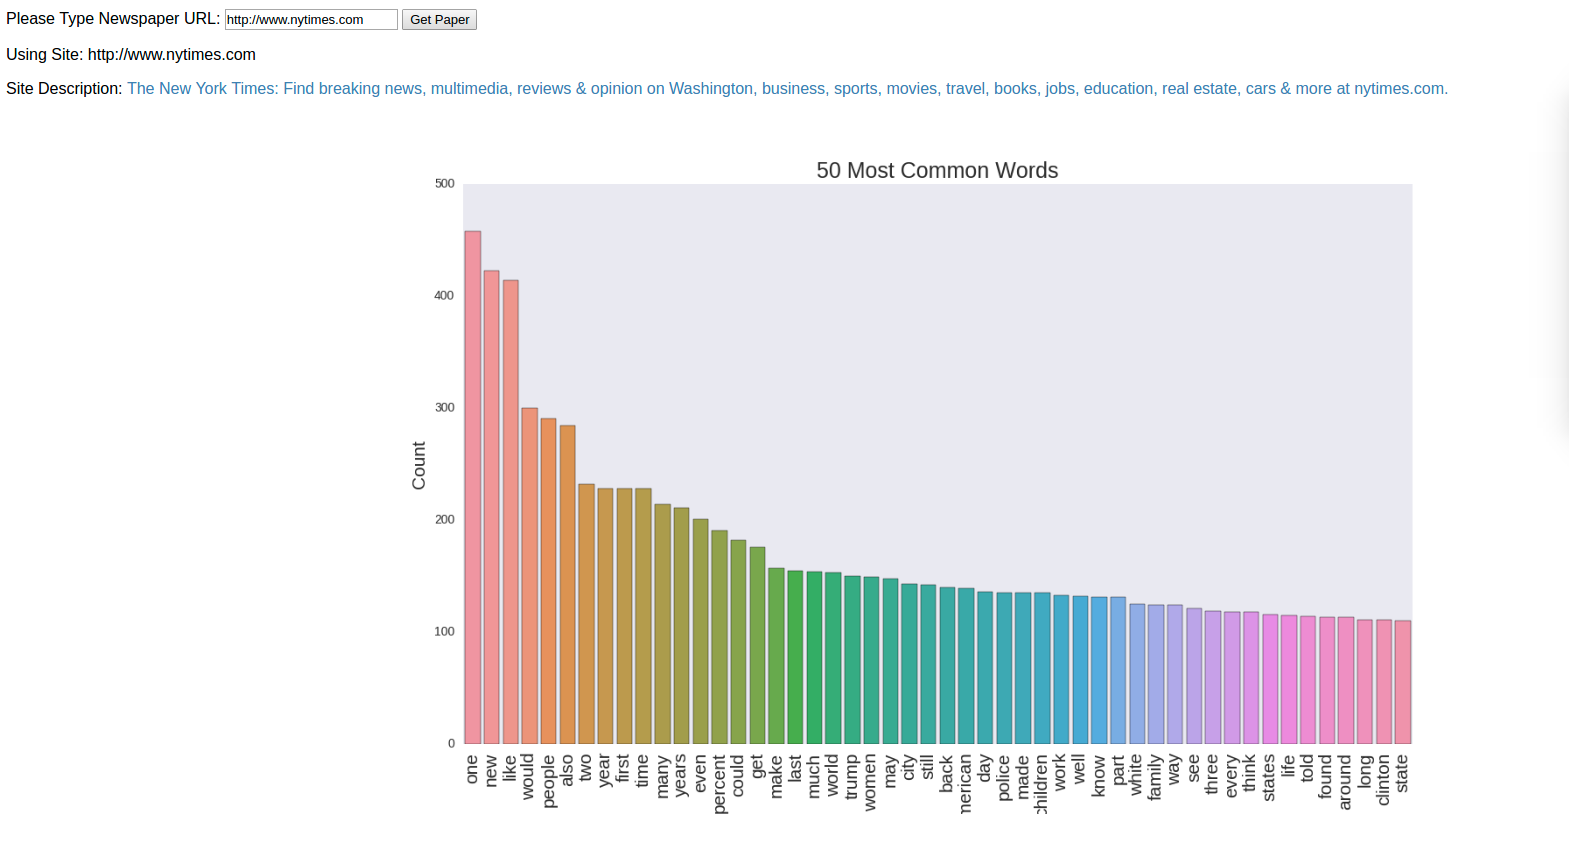 Please Type Newspaper URL: http://www.nytimes.com Get Paper
Using Site: http://www.nytimes.com
Site Description: The New York Times: Find breaking news, multimedia, reviews & opinion on Washington, business, sports, movies, travel, books, jobs, education, real estate, cars & more at nytimes.com.
50 Most Common Words
500
400
300
200
100
0
Count
one
new
like
would
people
also
two
year
first
time
many
years
even
percent
could
get
make
last
much
world
trump
women
may
city
still
back
merican
day
police
made
children
work
well
know
part
white
family
way
see
three
every
think
states
life
told
found
around
long
clinton
state